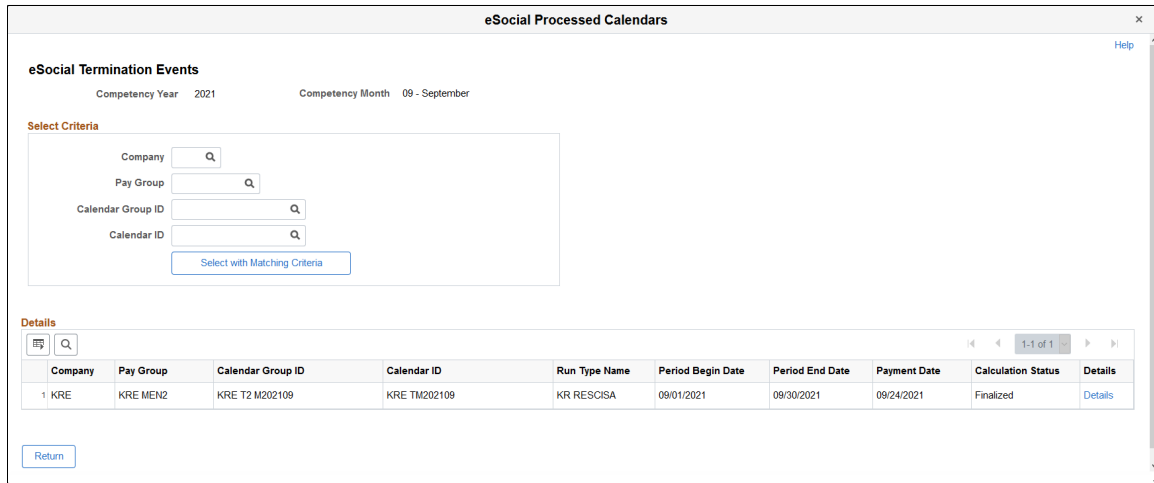 eSocial Processed Calendars ×
Help
eSocial Termination Events
Competency Year 2021 Competency Month 09 - September
Select Criteria
Company
Pay Group
Calendar Group ID
Calendar ID
Select with Matching Criteria
Details
1-1 of 1
Company Pay Group Calendar Group ID Calendar ID Run Type Name Period Begin Date Period End Date Payment Date Calculation Status Details
1 KRE KRE MEN2 KRE T2 M202109 KRE TM202109 KR RESCISA 09/01/2021 09/30/2021 09/24/2021 Finalized Details
Return